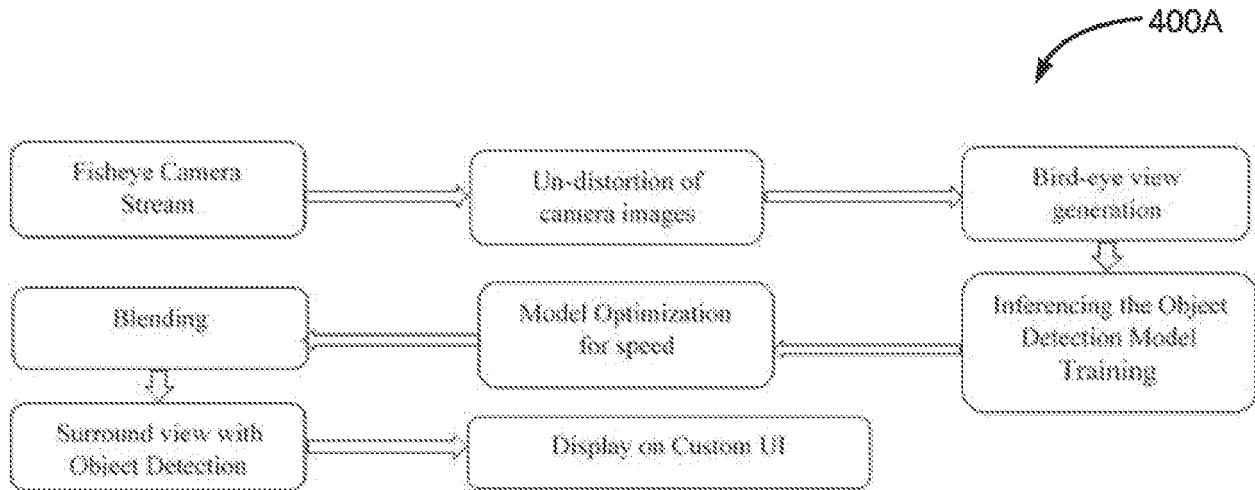 400A
Fisheye Camera
Stream
Un-distortion of
camera images
Bird-eye view
generation
Inferencing the Object
Detection Model
Training
Model Optimization
for speed
Blending
Surround view with
Object Detection
Display on Custom UI